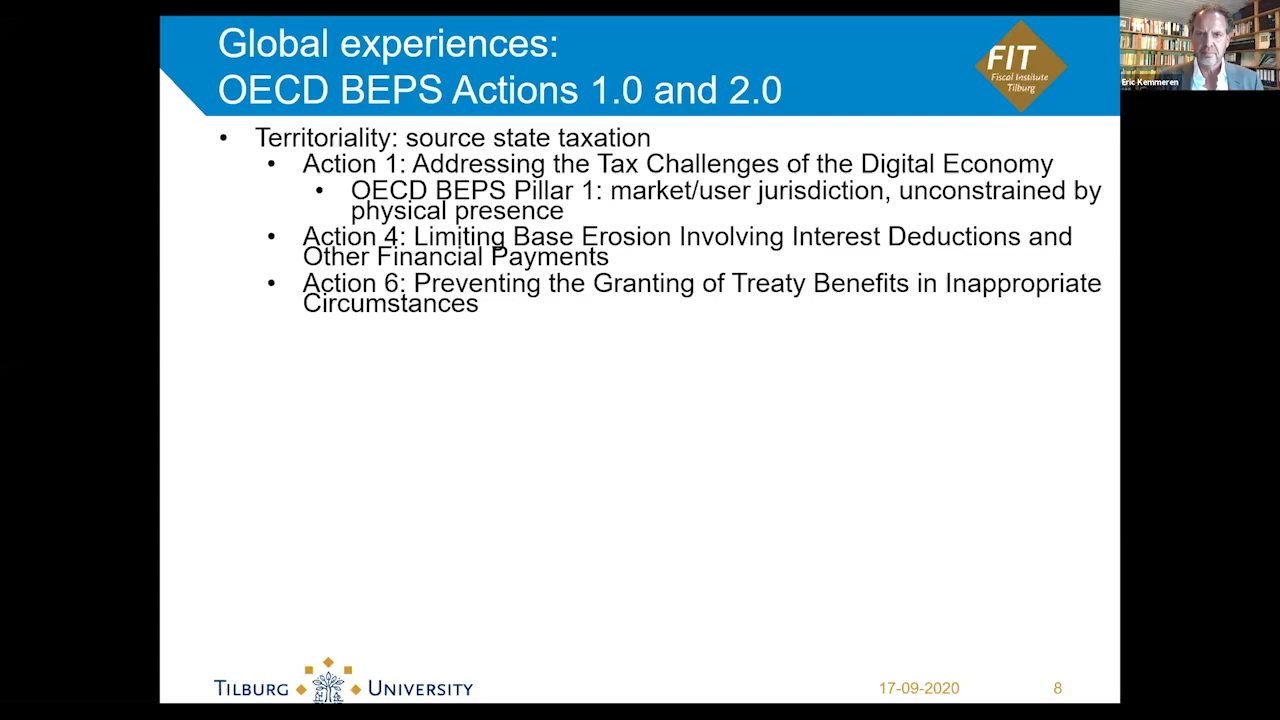 Global experiences:
OECD BEPS Actions 1.0 and 2.0
FIT
Fiscal Institute
Tilburg
Eric Kemmeren
• Territoriality: source state taxation
• Action 1: Addressing the Tax Challenges of the Digital Economy
• OECD BEPS Pillar 1: market/user jurisdiction, unconstrained by
physical presence
• Action 4: Limiting Base Erosion Involving Interest Deductions and
Other Financial Payments
• Action 6: Preventing the Granting of Treaty Benefits in Inappropriate
Circumstances
TILBURG UNIVERSITY
17-09-2020 8